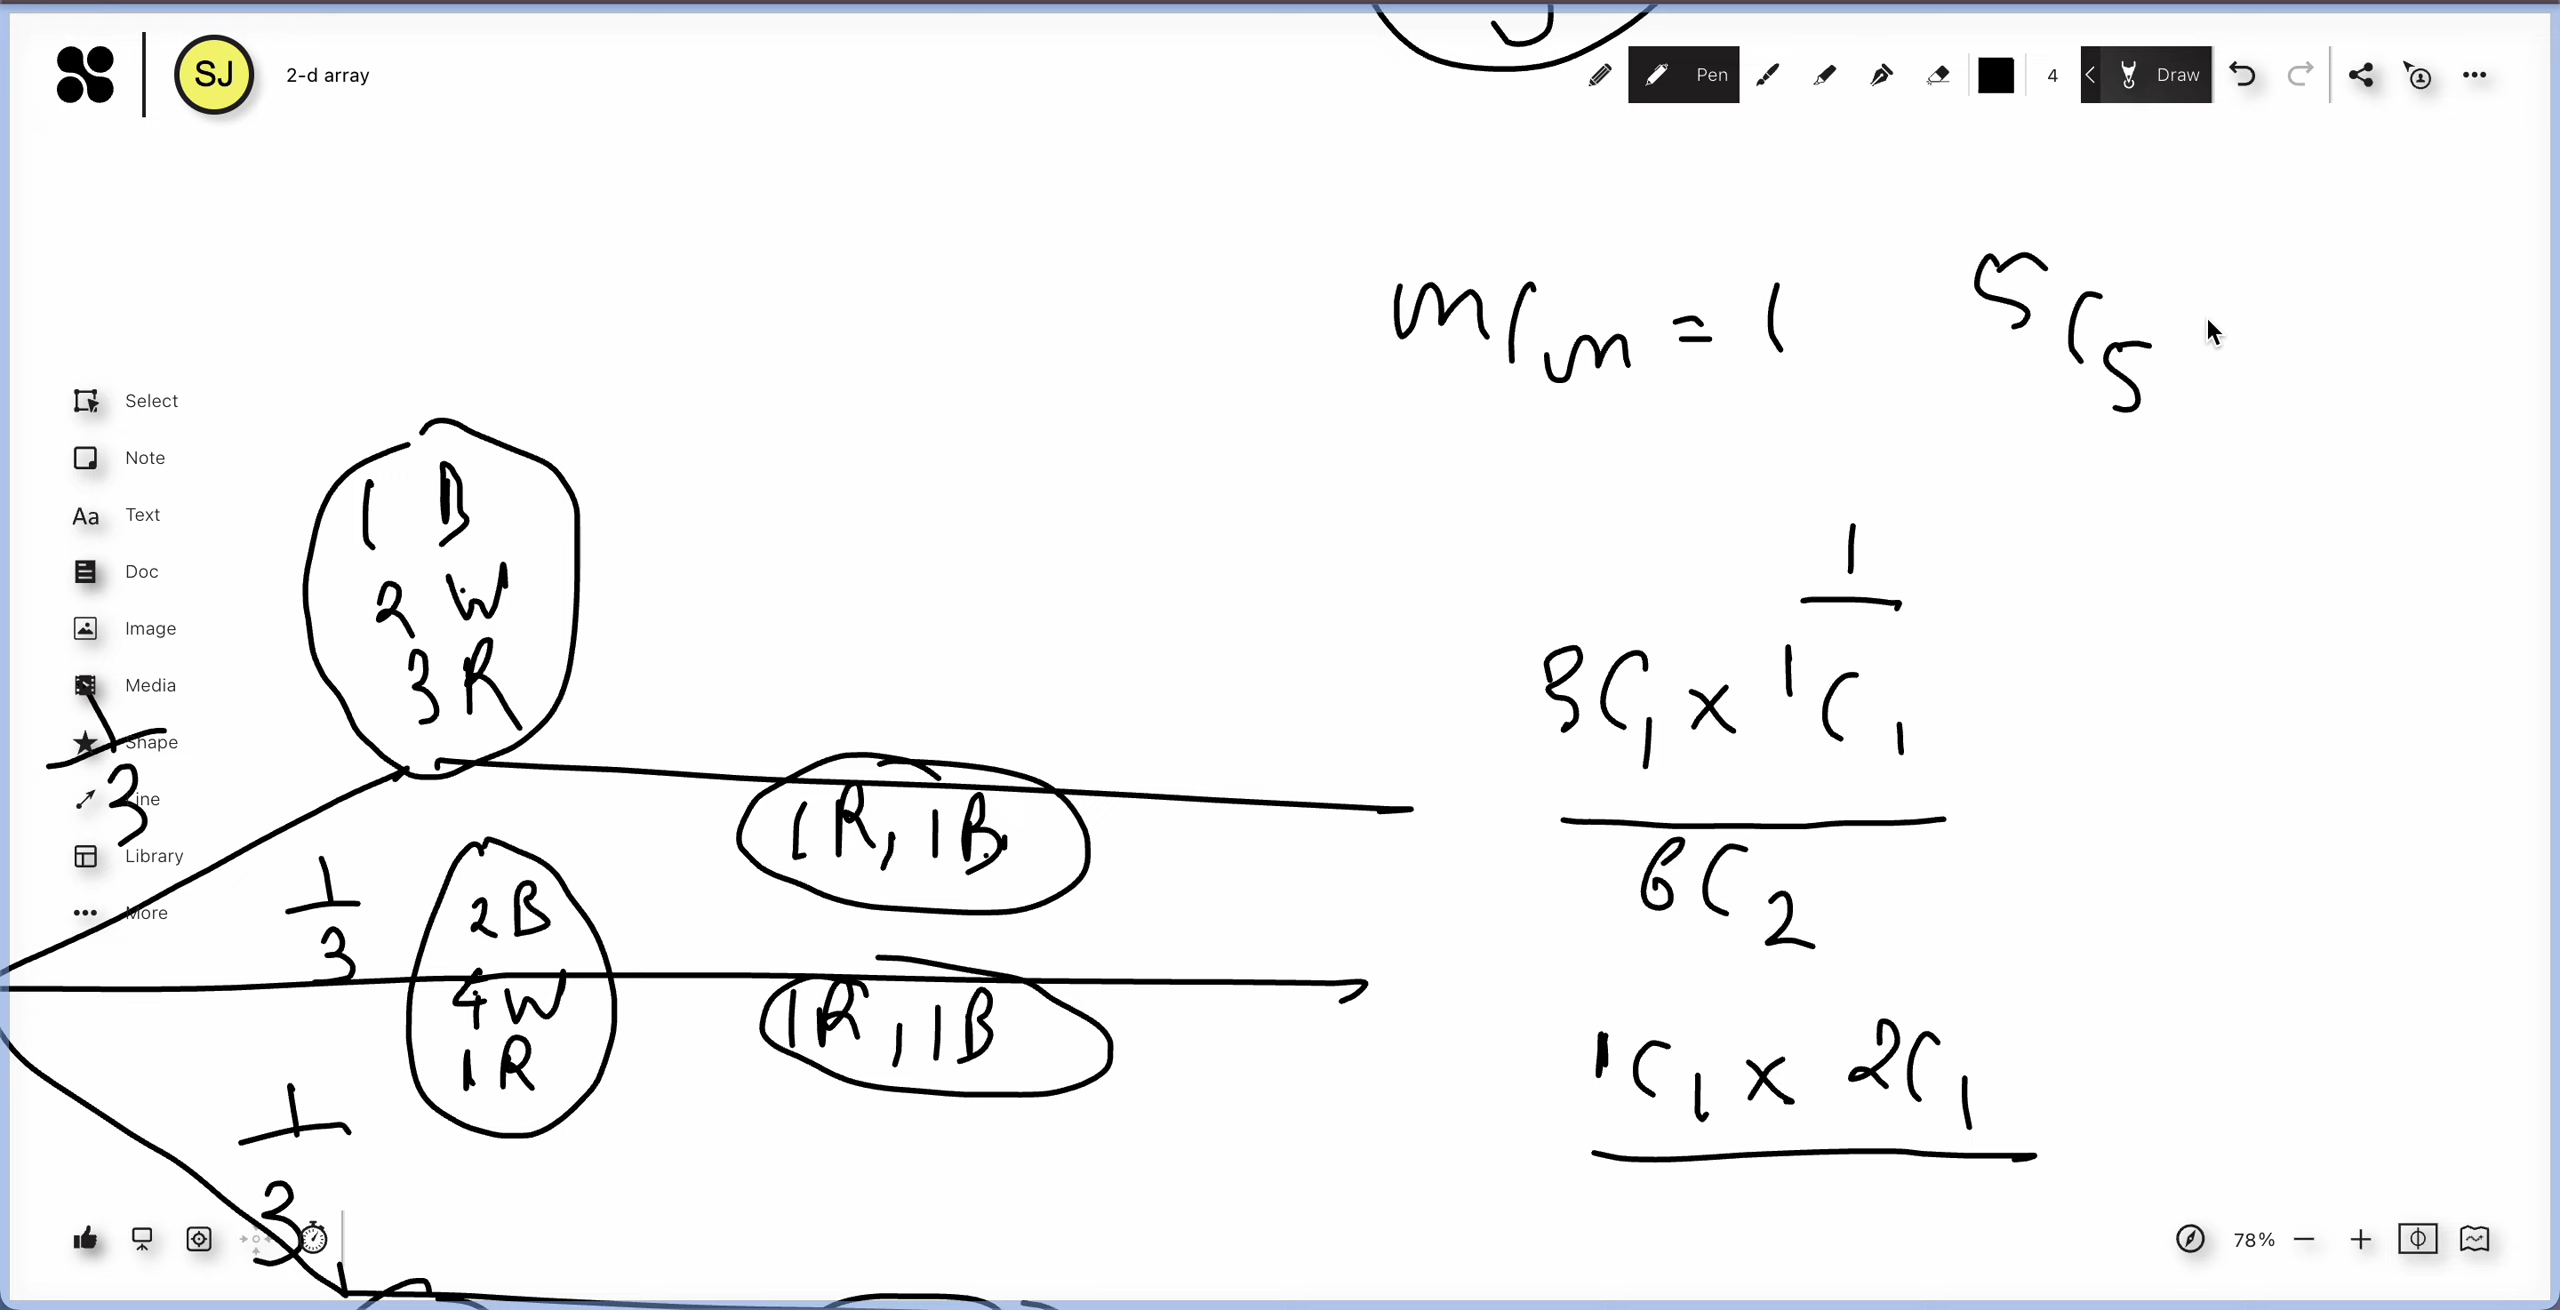 SJ 2-d array Pen 4 Draw
mCm = 1 5C5
Select
Note
Aa Text
Doc
Image
Media
Shape
Line
Library
More
1 B
2 W
3 R
1
3
1
3
2B
4W
1R
1
3
1R, 1B
1R, 1B
1
3C1 x 1C1
6C2
1C1 x 2C1
78%